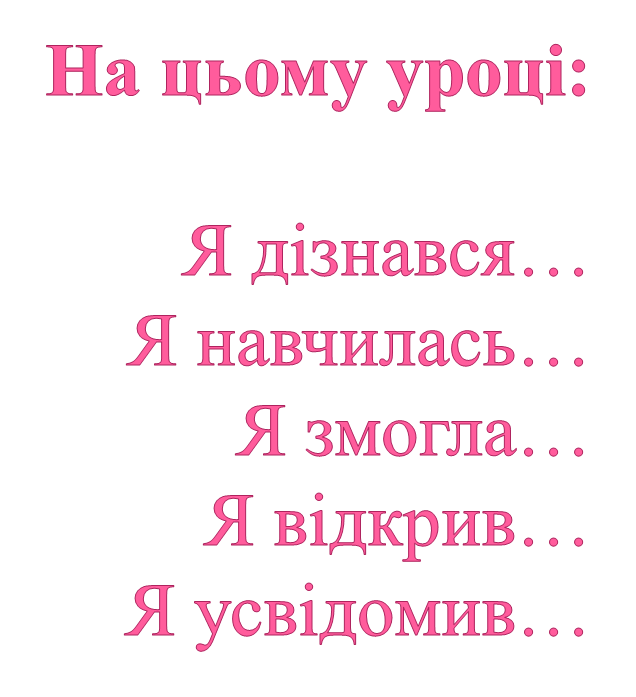 На цьому уроці:
Я дізнався…
Я навчилась…
Я змогла…
Я відкрив…
Я усвідомив…